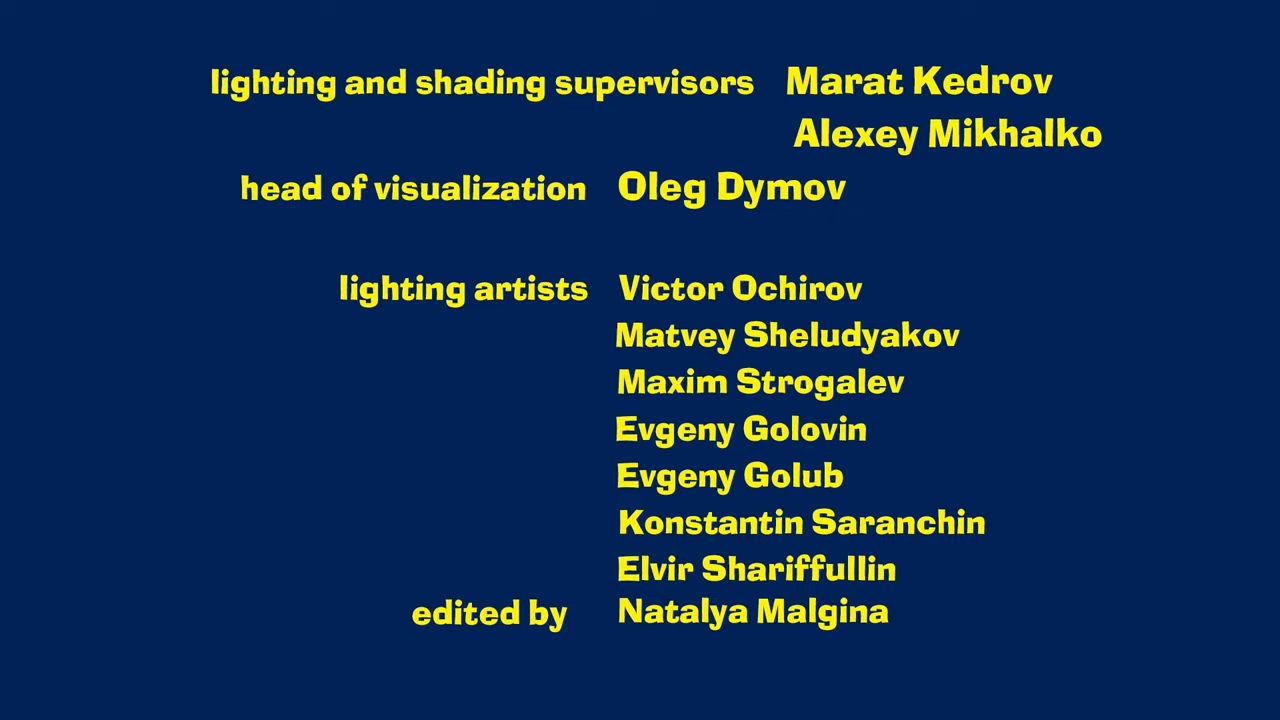 lighting and shading supervisors Marat Kedrov
Alexey Mikhalko
head of visualization Oleg Dymov
lighting artists Victor Ochirov
Matvey Sheludyakov
Maxim Strogalev
Evgeny Golovin
Evgeny Golub
Konstantin Saranchin
Elvir Shariffullin
edited by Natalya Malgina